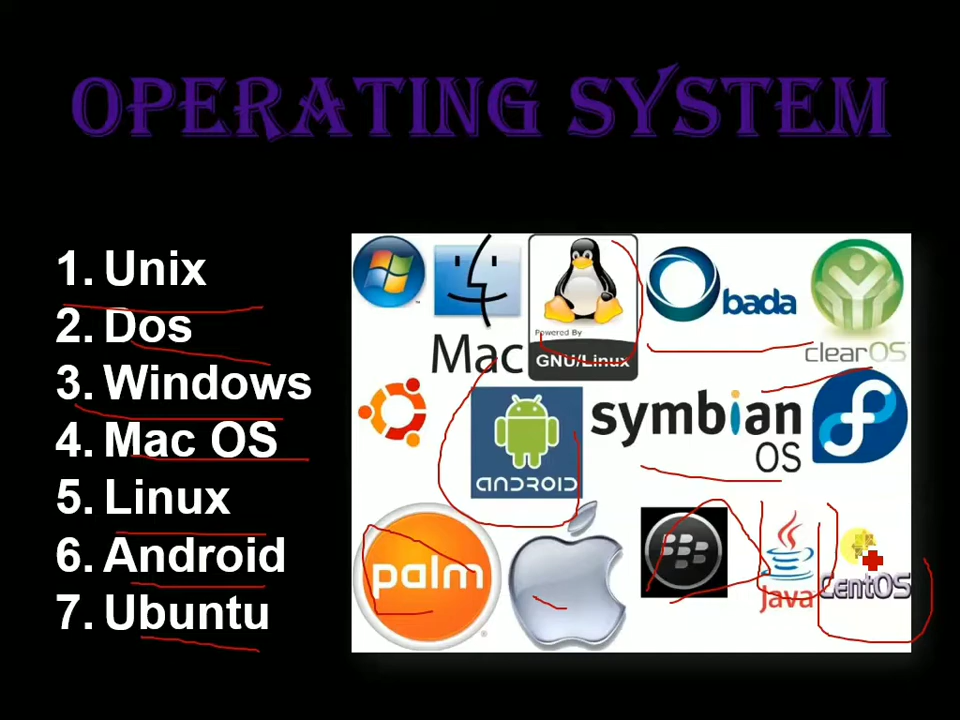 OPERATING SYSTEM
1. Unix
2. Dos
3. Windows
4. Mac OS
5. Linux
6. Android
7. Ubuntu
™
Mac
Powered By
GNU/Linux
bada
clearOS
ANDROID
symbian
OS
palm
®
Java
CentOS